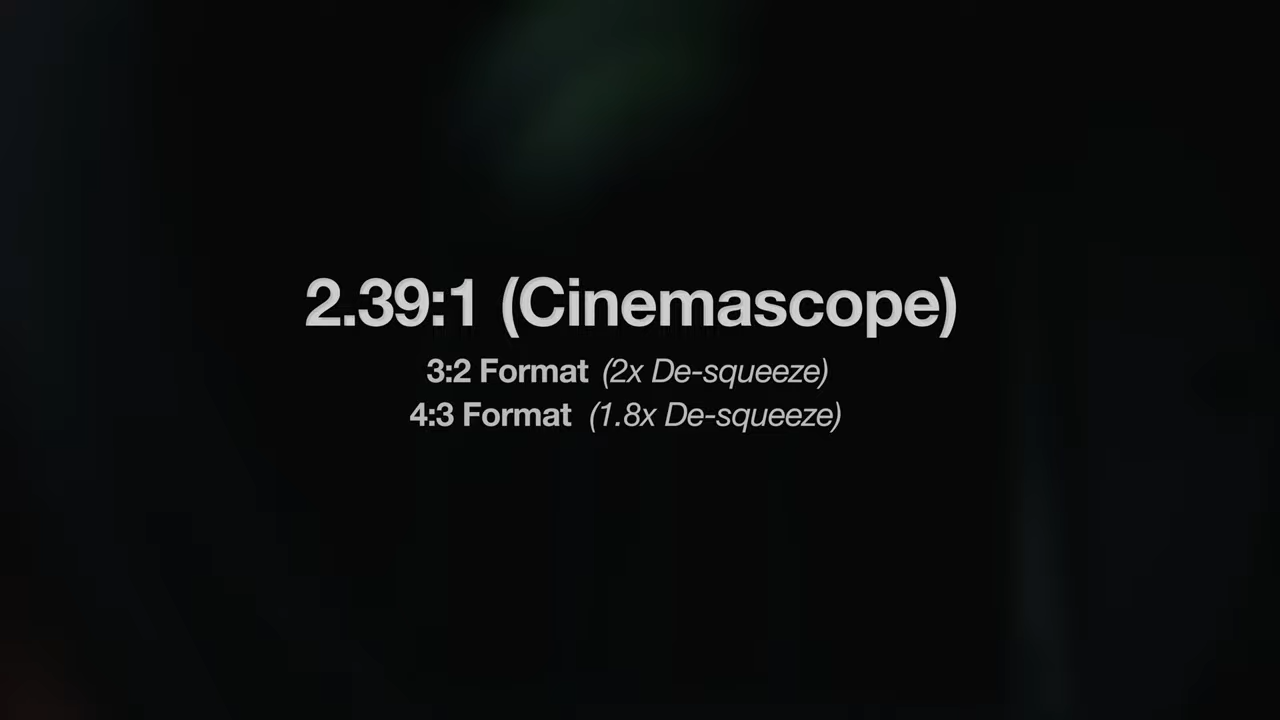 2.39:1 (Cinemascope)
3:2 Format (2x De-squeeze)
4:3 Format (1.8x De-squeeze)